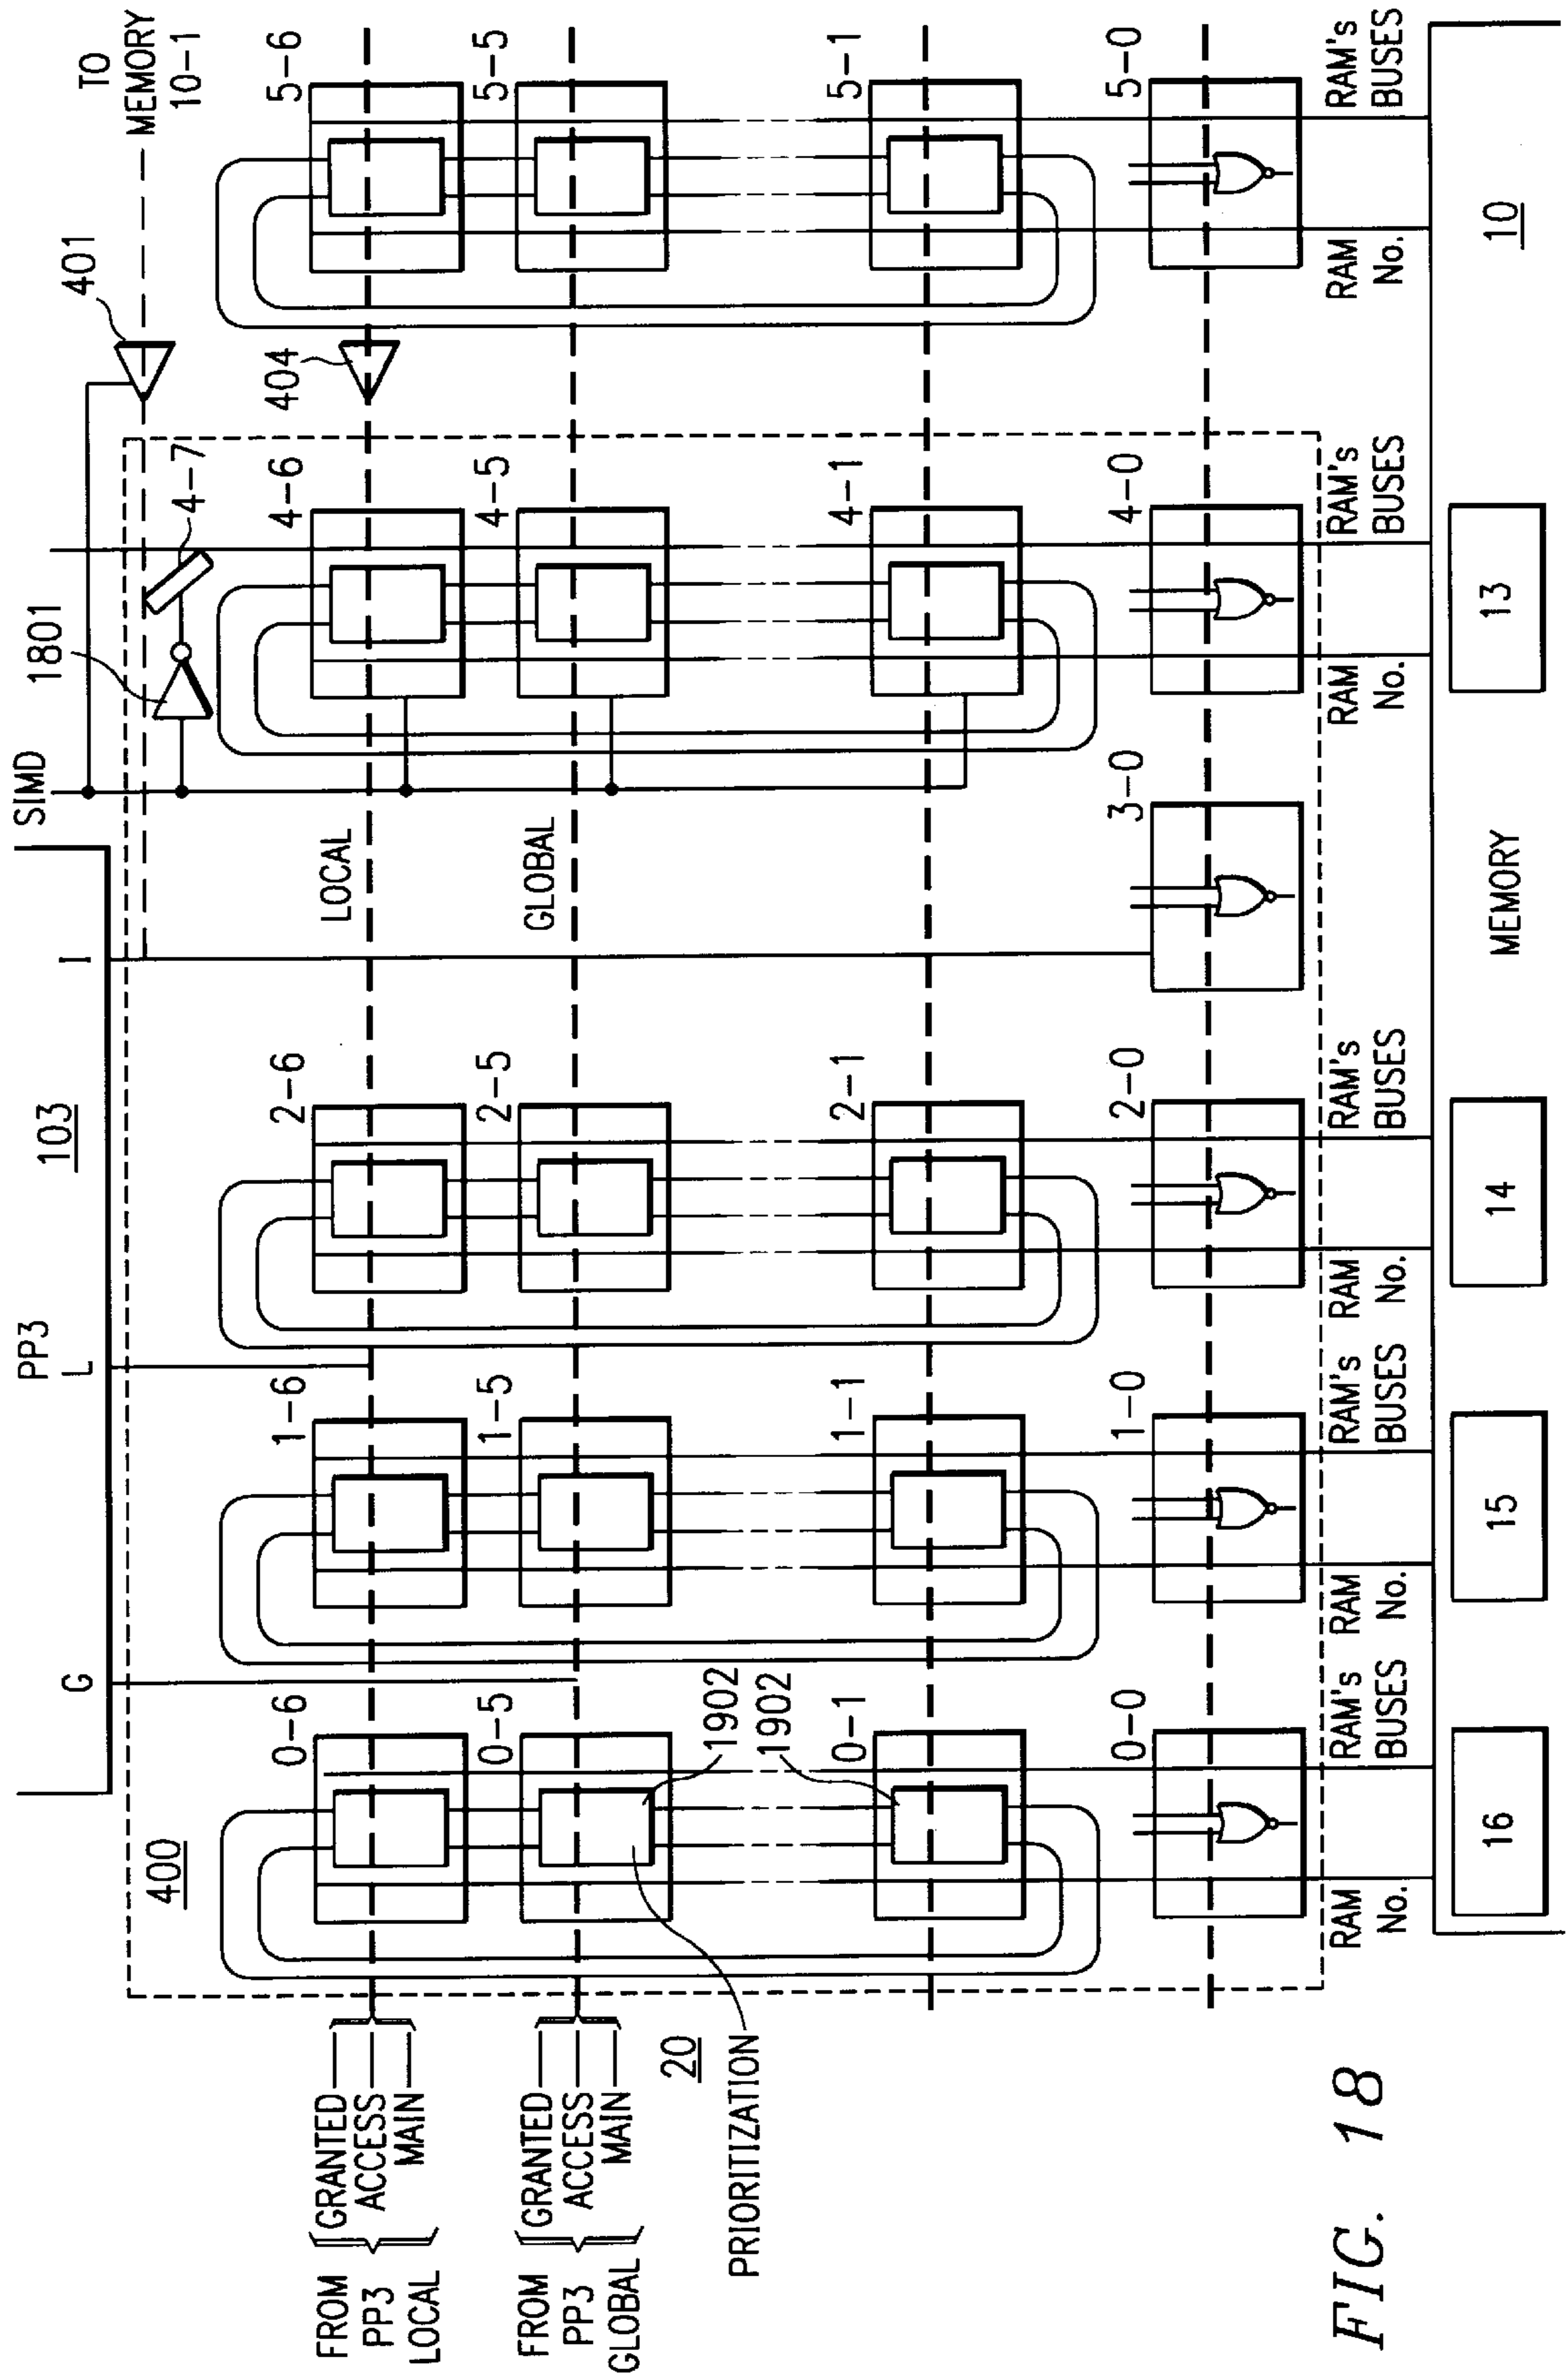 PP3
SIMD
TO
MEMORY
10-1
G
L
103
I
1801
401
400
4-7
0-6
1-6
2-6
4-6
404
5-6
FROM
PP3
LOCAL
GRANTED
ACCESS
MAIN
LOCAL
0-5
1-5
2-5
4-5
5-5
FROM
PP3
GLOBAL
GRANTED
ACCESS
MAIN
GLOBAL
20
PRIORITIZATION
1902
1902
0-1
1-1
2-1
4-1
5-1
0-0
1-0
2-0
3-0
4-0
5-0
RAM
No.
RAM's
BUSES
RAM
No.
RAM's
BUSES
RAM
No.
RAM's
BUSES
RAM
No.
RAM's
BUSES
RAM
No.
RAM's
BUSES
16
15
14
MEMORY
13
10
FIG. 18